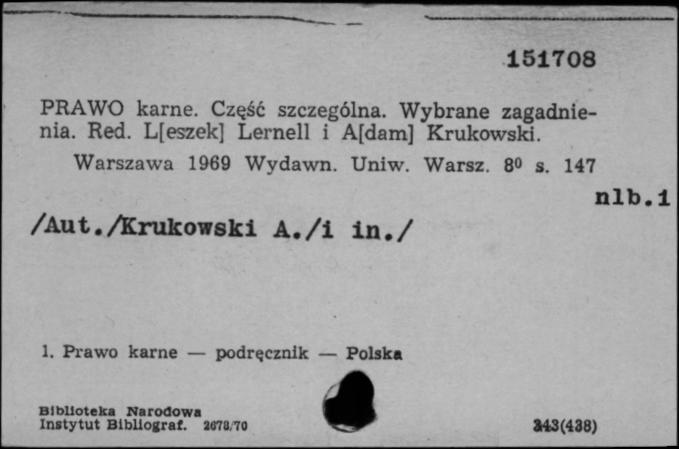 151708
PRAWO karne. Część szczególna. Wybrane zagadnie-
nia. Red. L[eszek] Lernell i A[dam] Krukowski.
Warszawa 1969 Wydawn. Uniw. Warsz. 8⁰ s. 147
nlb.1
/Aut./Krukowski A./i in./
1. Prawo karne — podręcznik — Polska
Biblioteka Narodowa
Instytut Bibliograf. 2678/70
343(438)